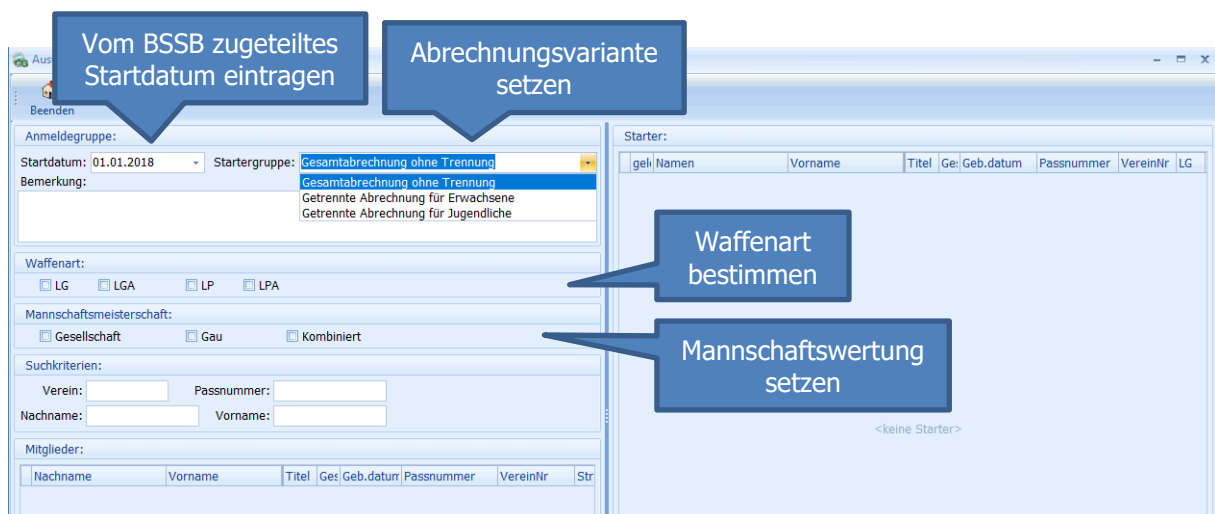 Vom BSSB zugeteiltes
Startdatum eintragen
Abrechnungsvariante
setzen
Beenden
Anmeldegruppe:
Startdatum: 01.01.2018 Startergruppe: Gesamtabrechnung ohne Trennung
Gesamtabrechnung ohne Trennung
Getrennte Abrechnung für Erwachsene
Getrennte Abrechnung für Jugendliche
Bemerkung:
Waffenart:
LG LGA LP LPA
Mannschaftsmeisterschaft:
Gesellschaft Gau Kombiniert
Suchkriterien:
Verein: Passnummer:
Nachname: Vorname:
Mitglieder:
Nachname Vorname Titel Ges Geb.datum Passnummer VereinNr Str
Starter:
Namen Vorname Titel Ges Geb.datum Passnummer VereinNr LG
Waffenart
bestimmen
Mannschaftswertung
setzen
<keine Starter>